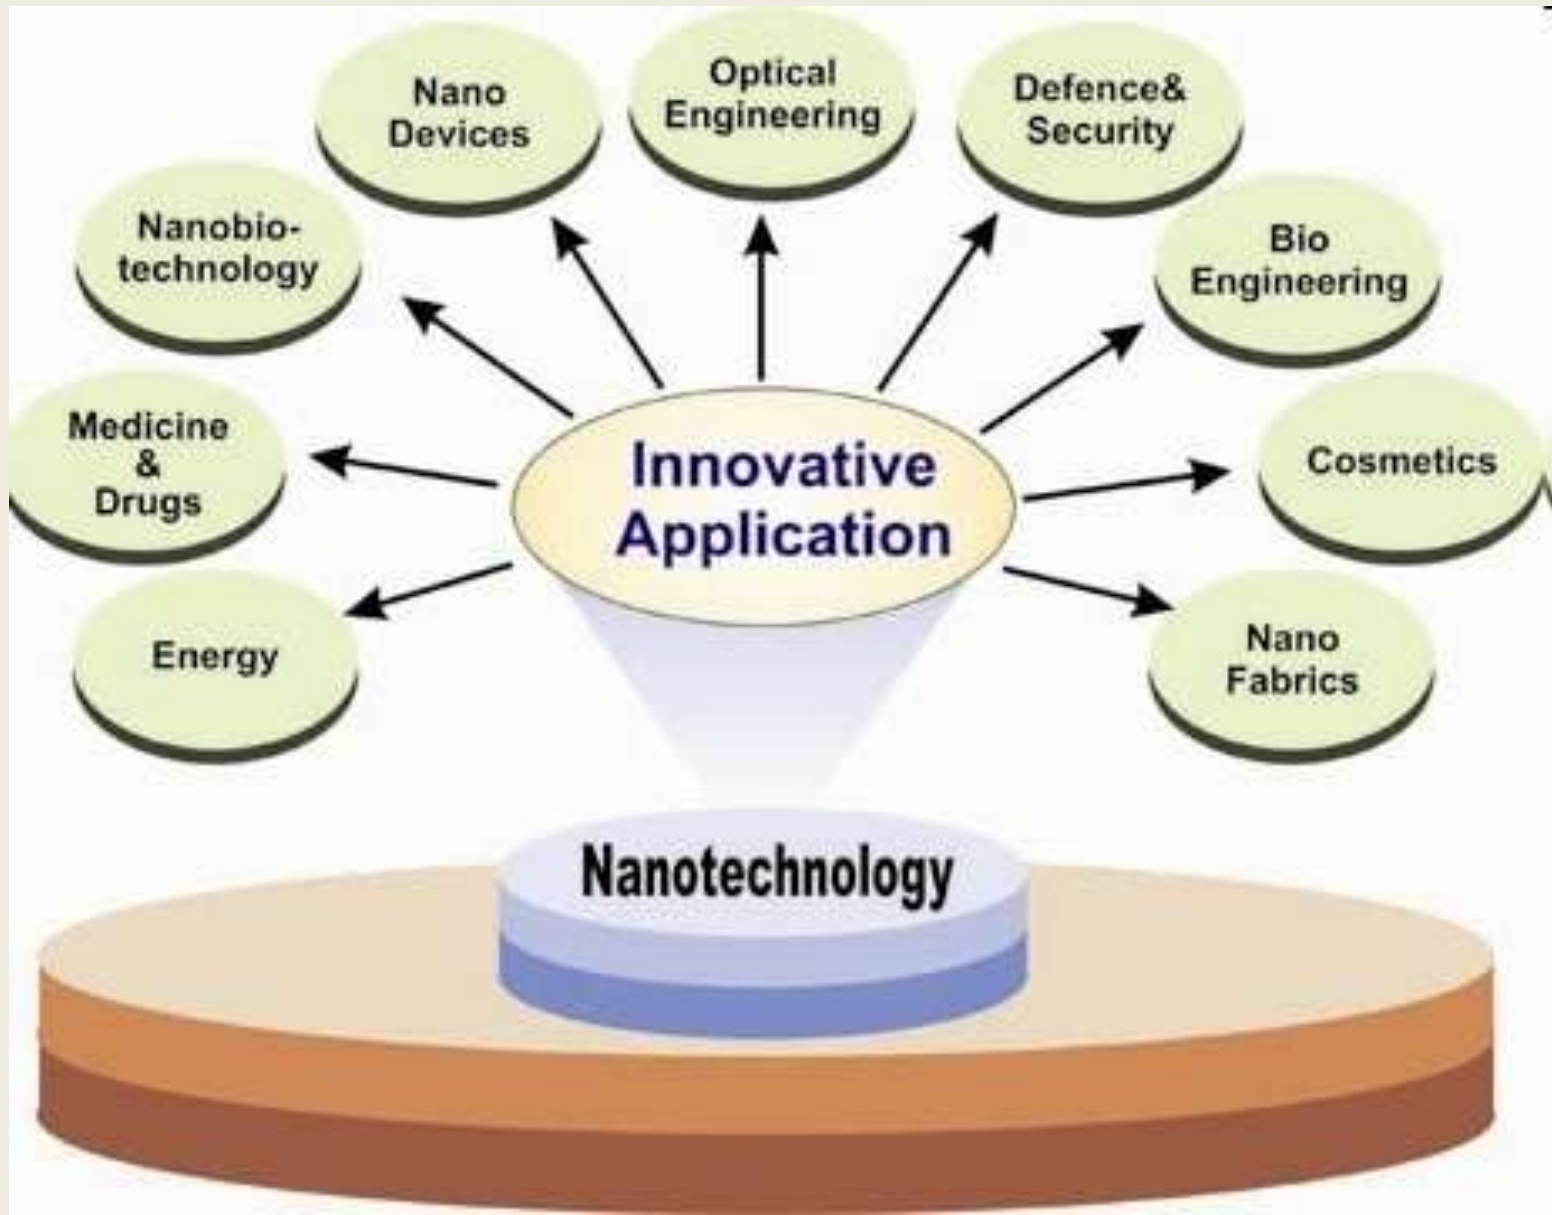 Nano
Devices
Optical
Engineering
Defence&
Security
Nanobio-
technology
Bio
Engineering
Medicine
&
Drugs
Innovative
Application
Cosmetics
Energy
Nano
Fabrics
Nanotechnology